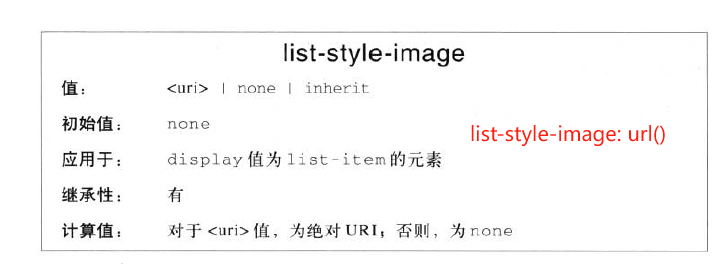 list-style-image
值： <uri> | none | inherit
初始值： none
list-style-image: url()
应用于： display 值为 list-item 的元素
继承性： 有
计算值： 对于 <uri> 值，为绝对 URI；否则，为 none